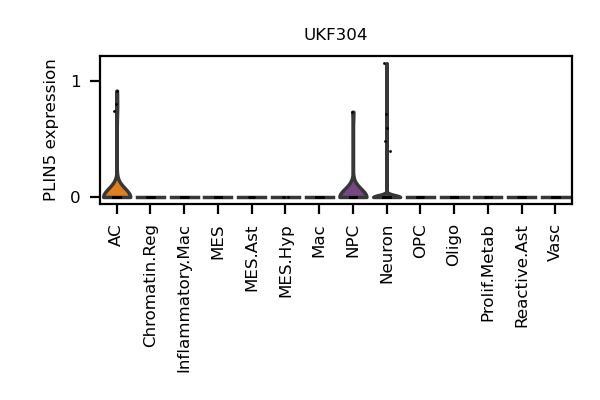 UKF304
PLIN5 expression
1
0
AC
Chromatin.Reg
Inflammatory.Mac
MES
MES.Ast
MES.Hyp
Mac
NPC
Neuron
OPC
Oligo
Prolif.Metab
Reactive.Ast
Vasc